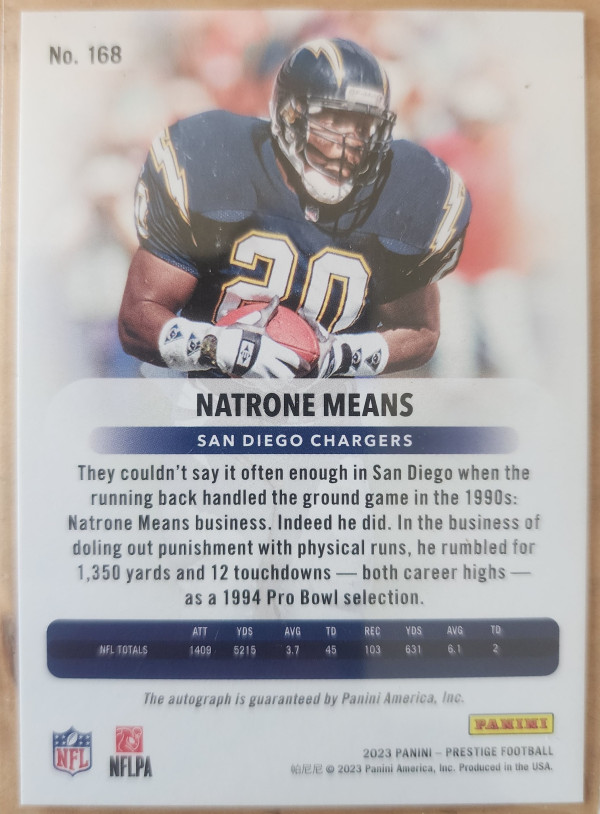 No. 168
20
20
NATRONE MEANS
SAN DIEGO CHARGERS
They couldn't say it often enough in San Diego when the
running back handled the ground game in the 1990s:
Natrone Means business. Indeed he did. In the business of
doling out punishment with physical runs, he rumbled for
1,350 yards and 12 touchdowns — both career highs —
as a 1994 Pro Bowl selection.
ATT YDS AVG TD REC YDS AVG TD
NFL TOTALS 1409 5215 3.7 45 103 631 6.1 2
The autograph is guaranteed by Panini America, Inc.
PANINI
NFL
NFLPA
2023 PANINI – PRESTIGE FOOTBALL
帕尼尼 © 2023 Panini America, Inc. Produced in the USA.